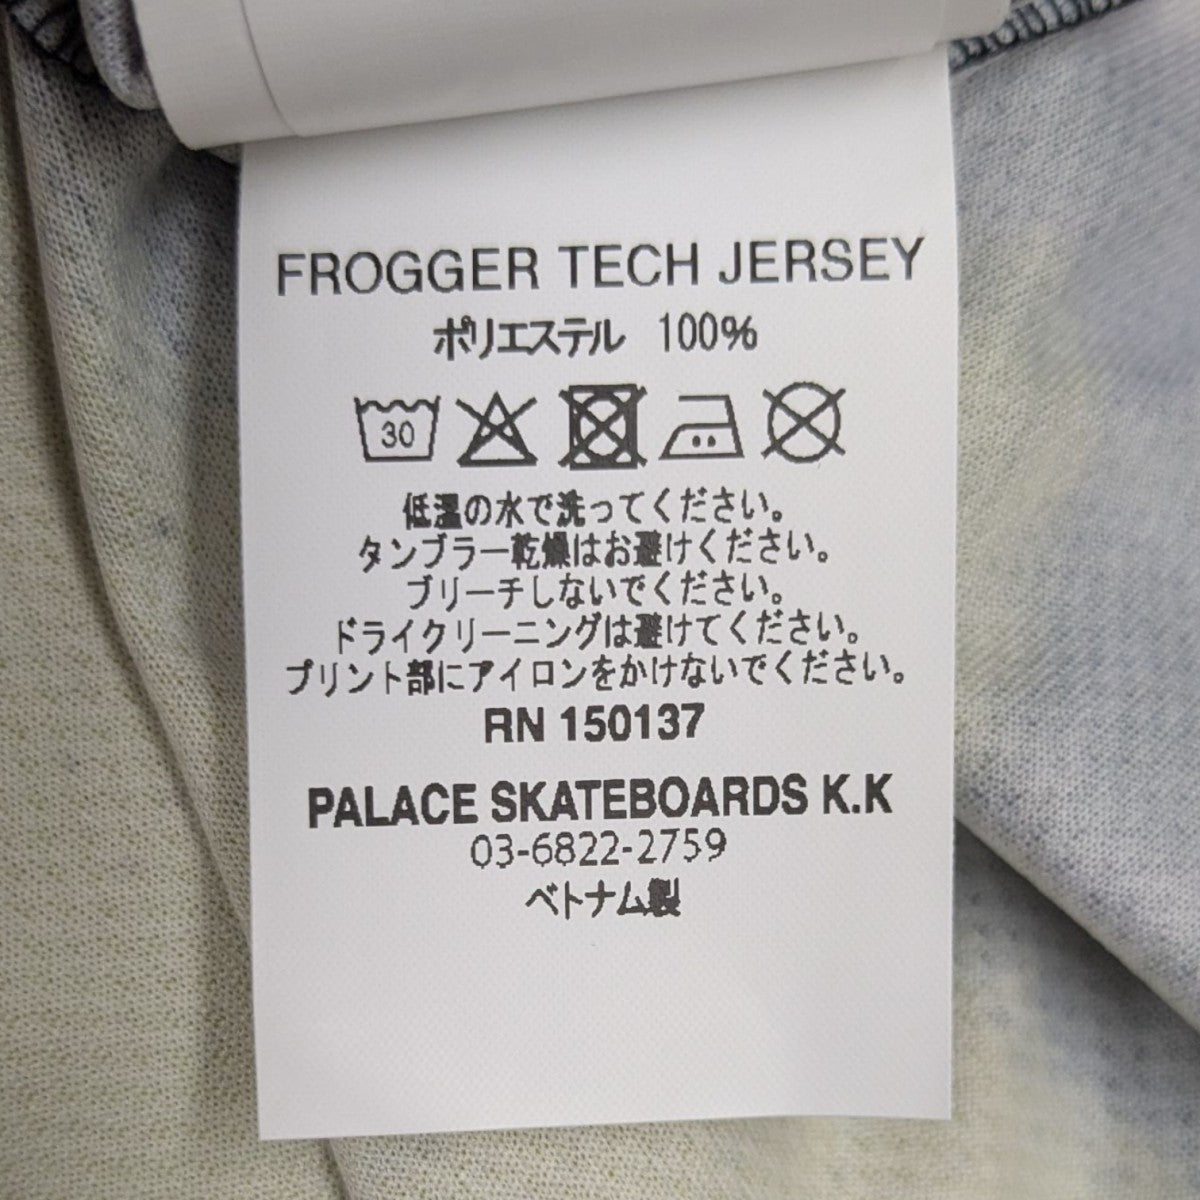 FROGGER TECH JERSEY
ポリエステル 100%
30
低温の水で洗ってください。
タンブラー乾燥はお避けください。
ブリーチしないでください。
ドライクリーニングは避けてください。
プリント部にアイロンをかけないでください。
RN 150137
PALACE SKATEBOARDS K.K
03-6822-2759
ベトナム製